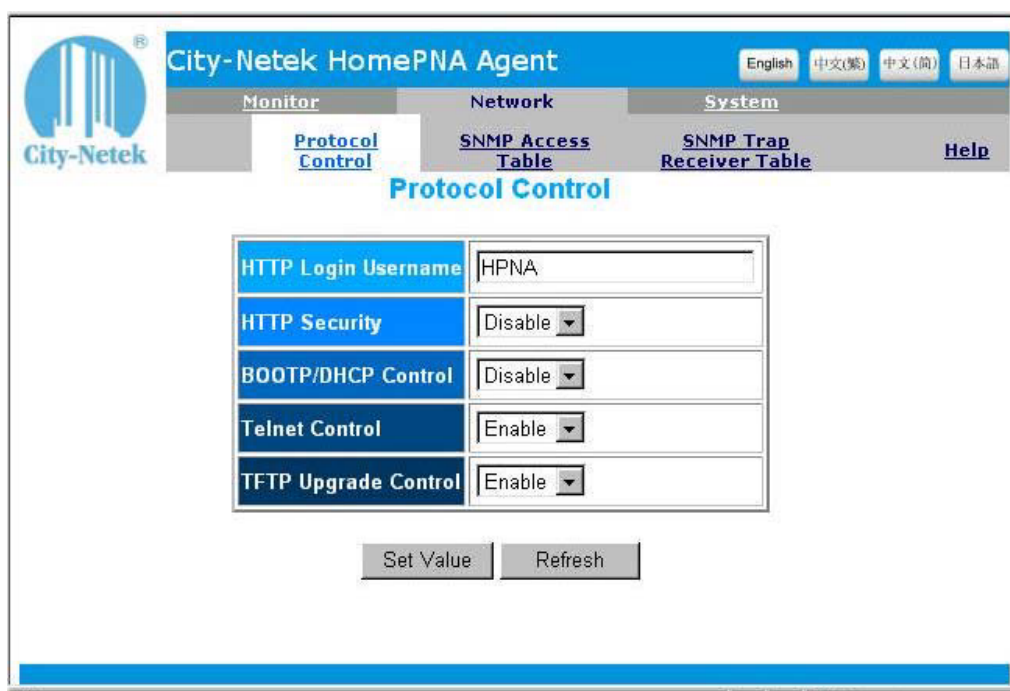 ®
City-Netek
City-Netek HomePNA Agent
English 中文(繁) 中文(简) 日本語
Monitor Network System
Protocol Control SNMP Access Table SNMP Trap Receiver Table Help
Protocol Control
HTTP Login Username HPNA
HTTP Security Disable
BOOTP/DHCP Control Disable
Telnet Control Enable
TFTP Upgrade Control Enable
Set Value Refresh